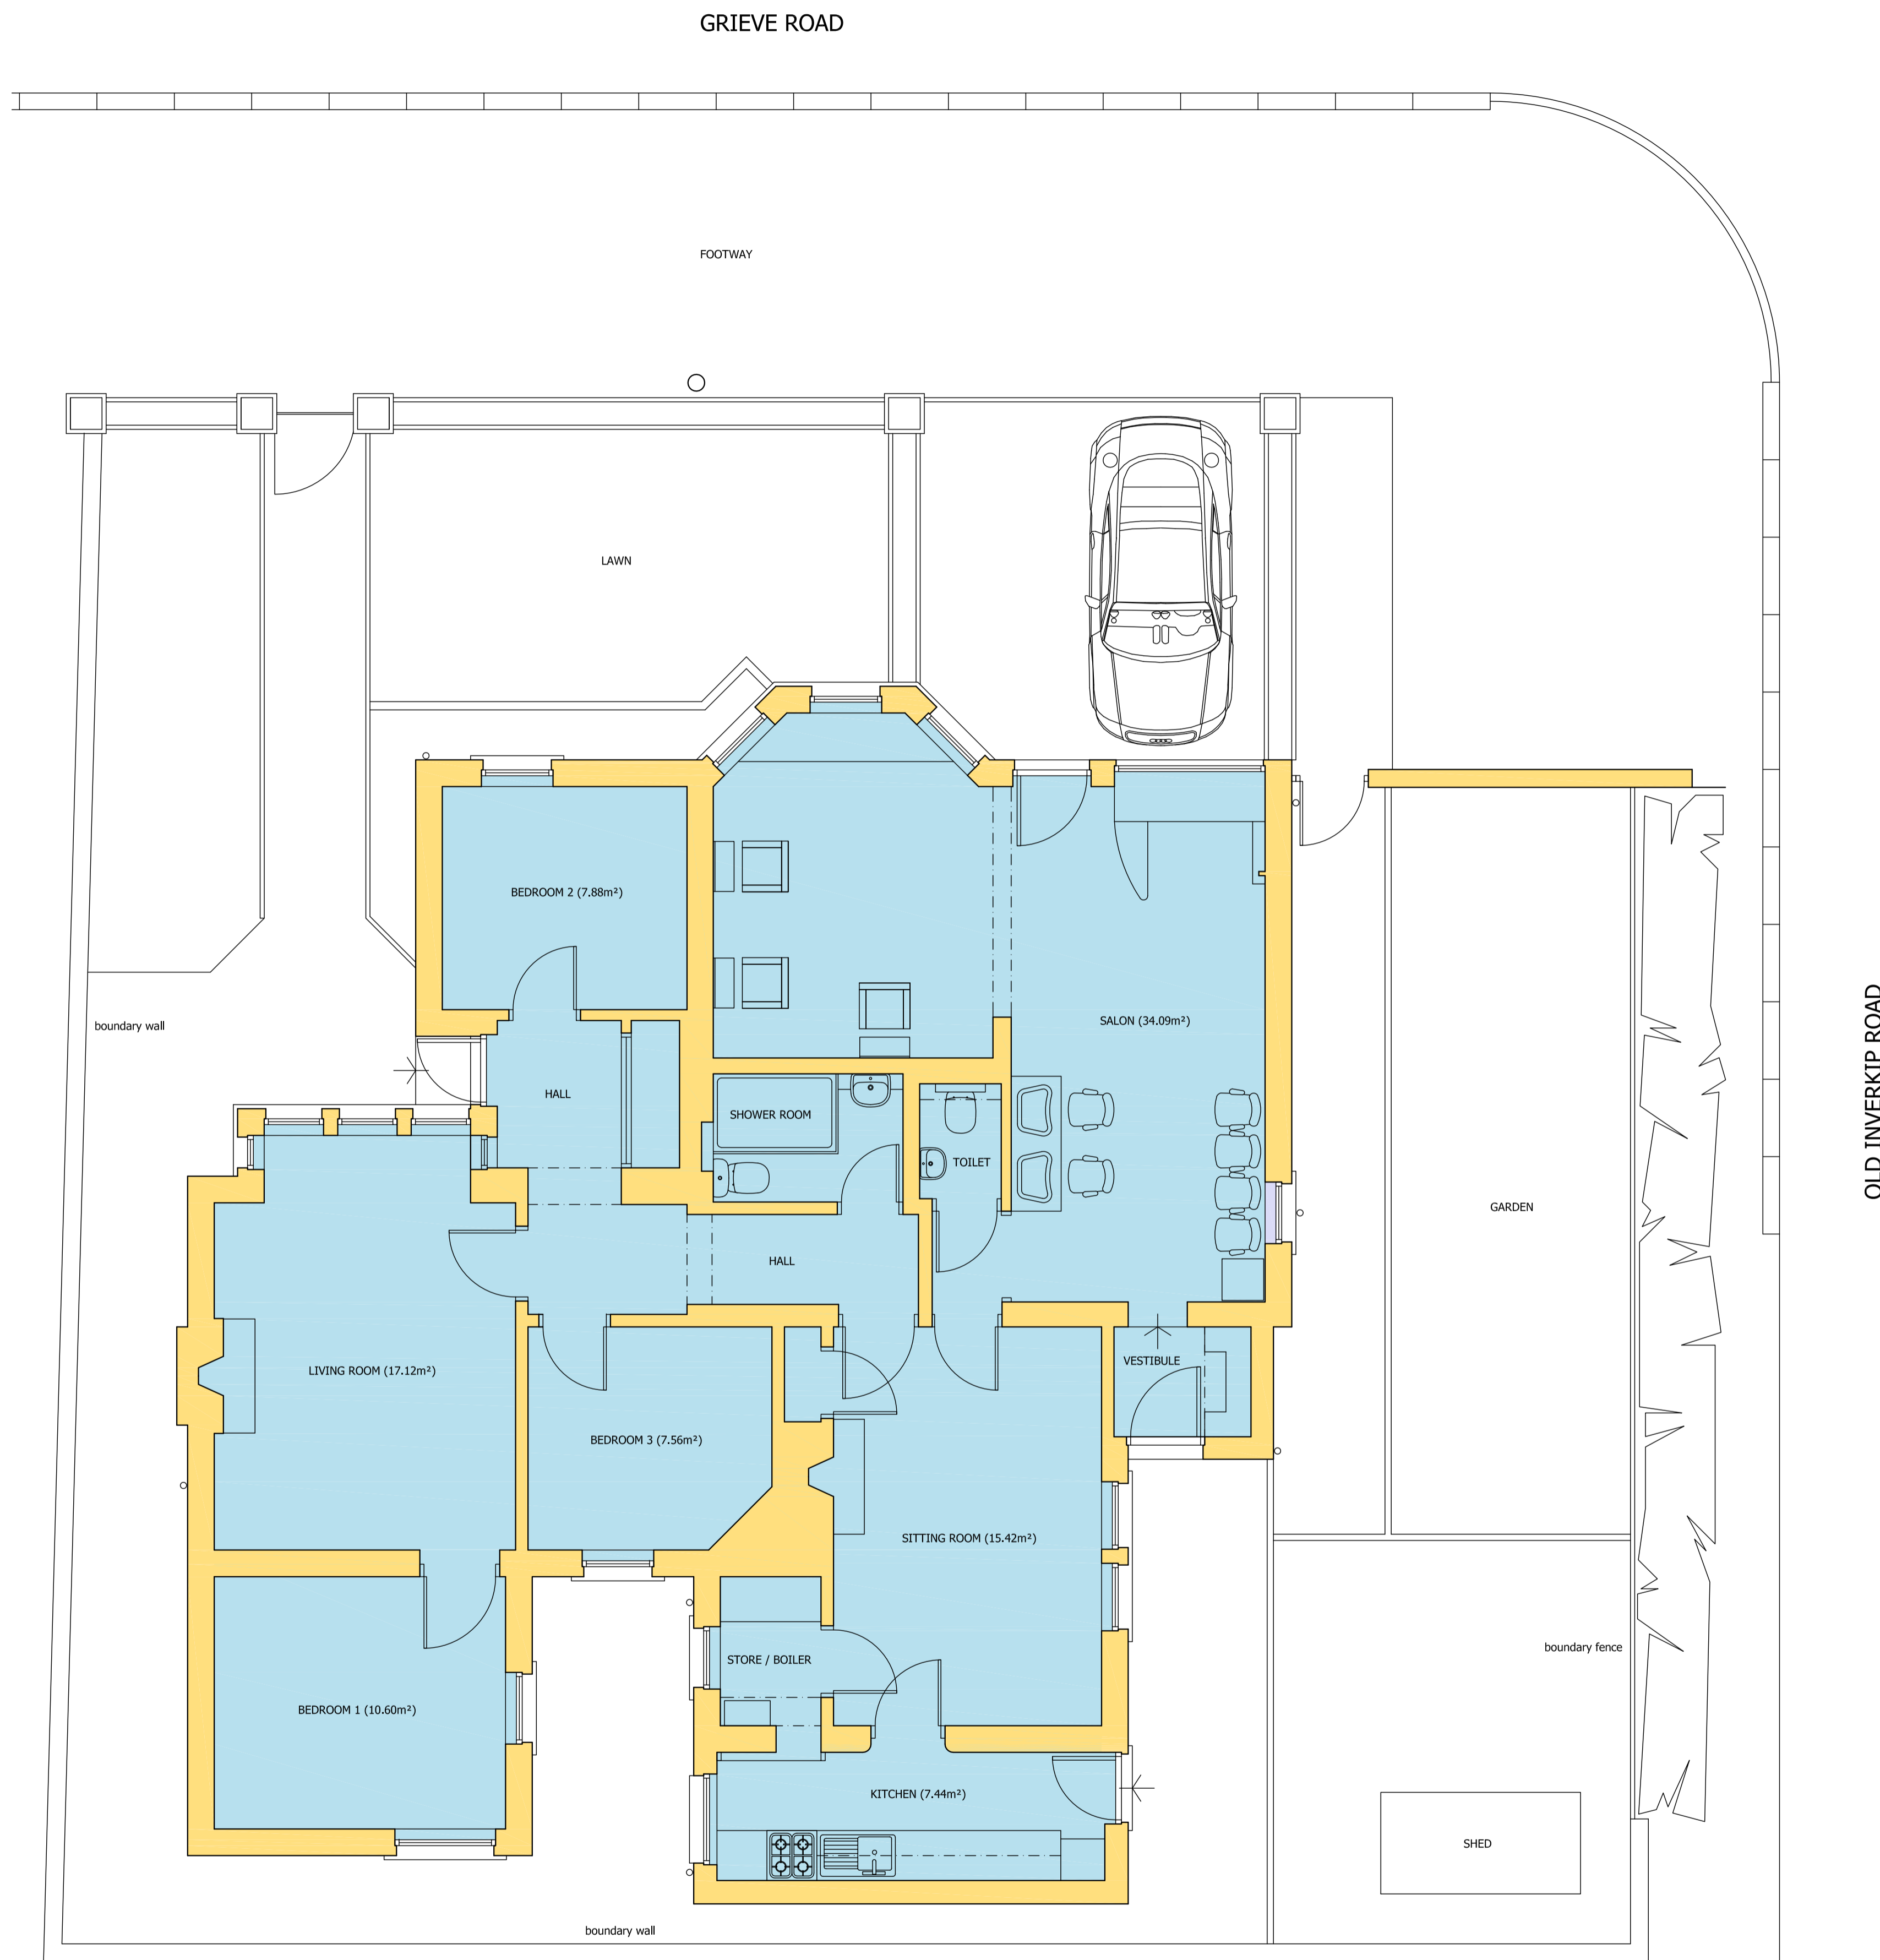 GRIEVE ROAD
FOOTWAY
LAWN
BEDROOM 2 (7.88m²)
SALON (34.09m²)
boundary wall
OLD INVERKIP ROAD
HALL
SHOWER ROOM
TOILET
GARDEN
HALL
VESTIBULE
LIVING ROOM (17.12m²)
BEDROOM 3 (7.56m²)
SITTING ROOM (15.42m²)
boundary fence
STORE / BOILER
BEDROOM 1 (10.60m²)
KITCHEN (7.44m²)
SHED
boundary wall